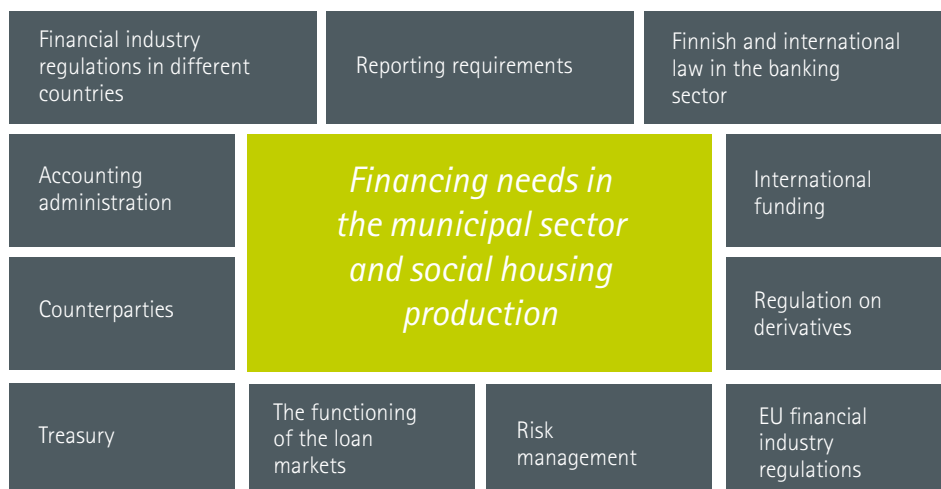 Financial industry
regulations in different
countries
Reporting requirements
Finnish and international
law in the banking
sector
Accounting
administration
Financing needs in
the municipal sector
and social housing
production
International
funding
Counterparties
Regulation on
derivatives
Treasury
The functioning
of the loan
markets
Risk
management
EU financial
industry
regulations